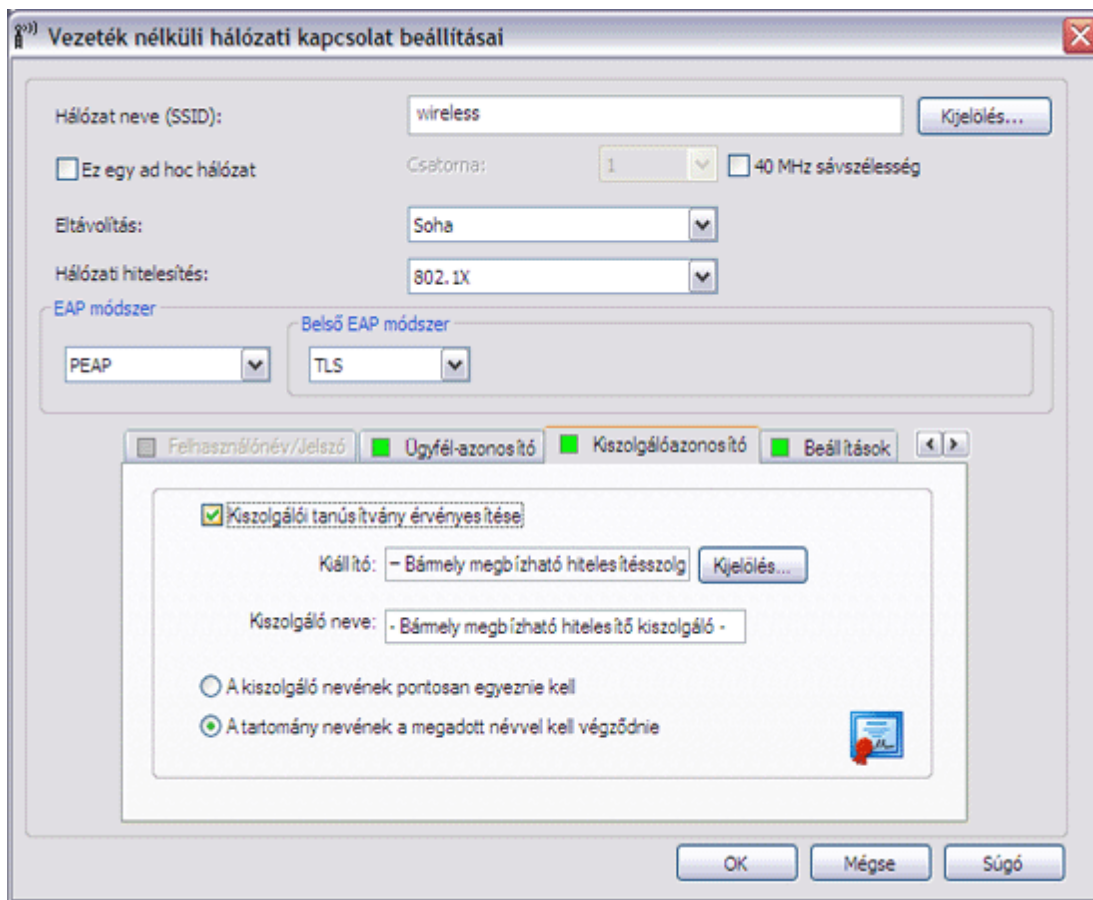 Vezeték nélküli hálózati kapcsolat beállításai
Hálózat neve (SSID): wireless Kijelölés...
Ez egy ad hoc hálózat Csatorna: 1 40 MHz sávszélesség
Eltávolítás: Soha
Hálózati hitelesítés: 802.1X
EAP módszer
Belső EAP módszer
PEAP TLS
Felhasználónév/Jelszó Ügyfél-azonosító Kiszolgálóazonosító Beállítások
Kiszolgálói tanúsítvány érvényesítése
Kiállító: – Bármely megbízható hitelesítésszolg Kijelölés...
Kiszolgáló neve: - Bármely megbízható hitelesítő kiszolgáló -
A kiszolgáló nevének pontosan egyeznie kell
A tartomány nevének a megadott névvel kell végződnie
OK Mégse Súgó